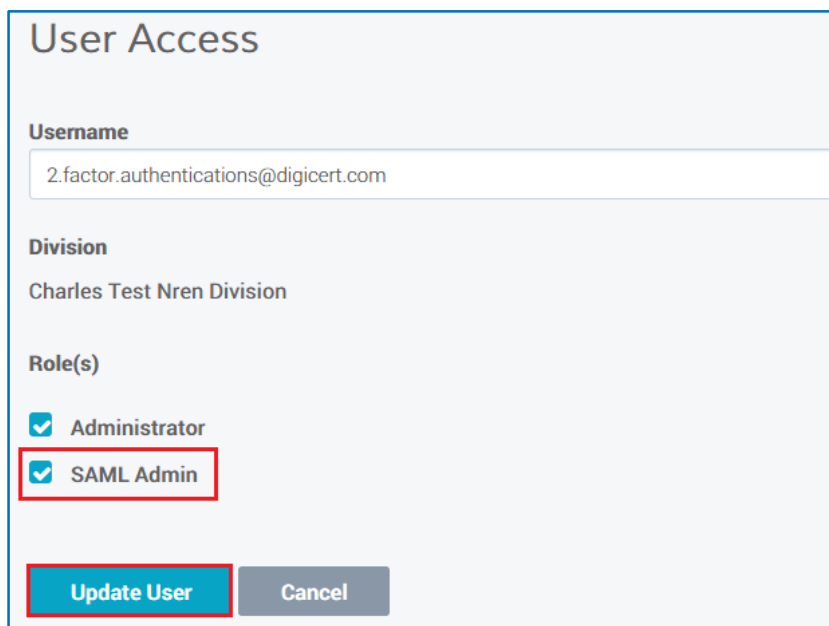 User Access
Username
2.factor.authentications@digicert.com
Division
Charles Test Nren Division
Role(s)
Administrator
SAML Admin
Update User Cancel